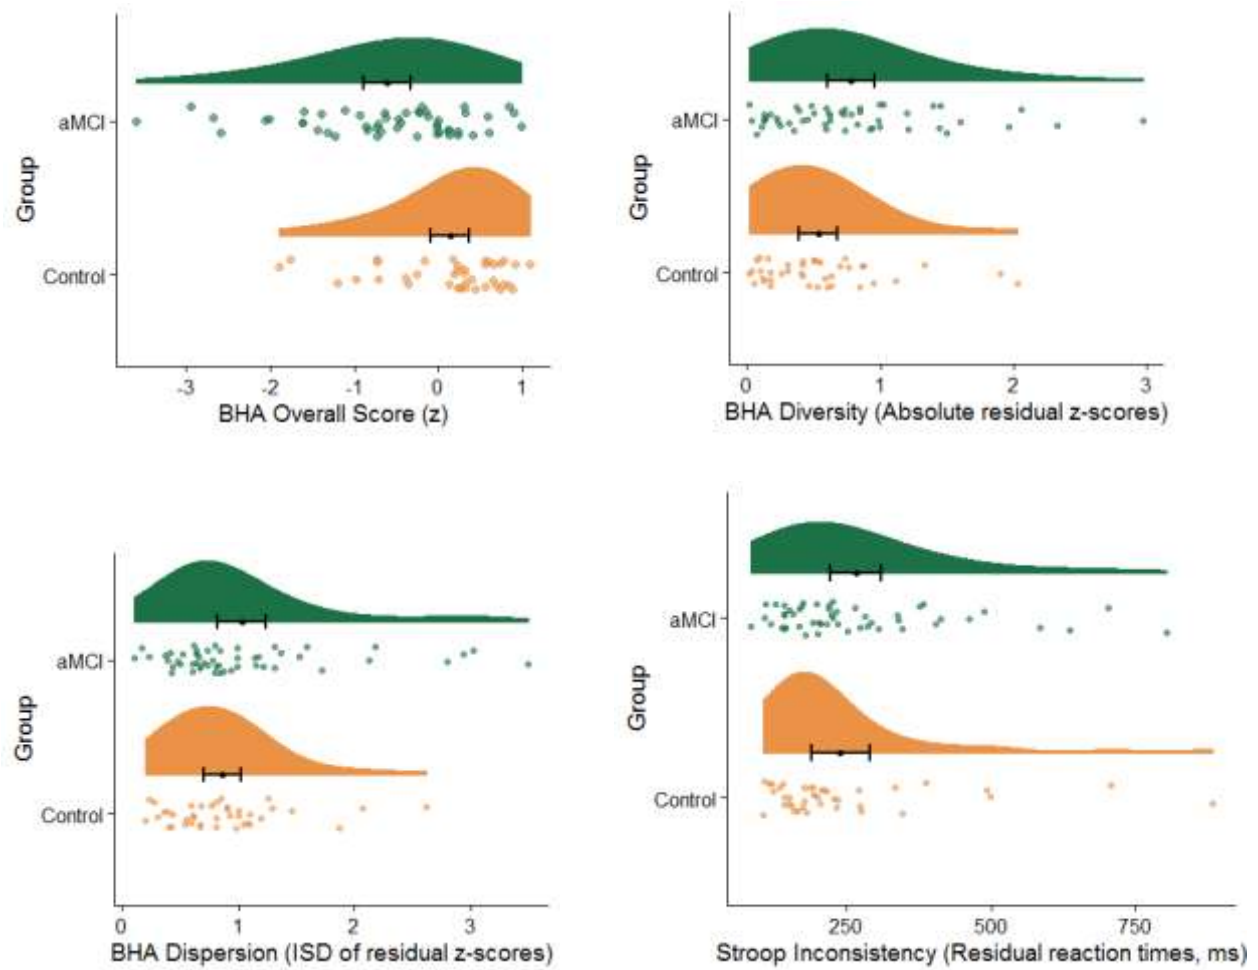 Group
aMCI
Control
-3 -2 -1 0 1
BHA Overall Score (z)
Group
aMCI
Control
0 1 2 3
BHA Diversity (Absolute residual z-scores)
Group
aMCI
Control
0 1 2 3
BHA Dispersion (ISD of residual z-scores)
Group
aMCI
Control
250 500 750
Stroop Inconsistency (Residual reaction times, ms)